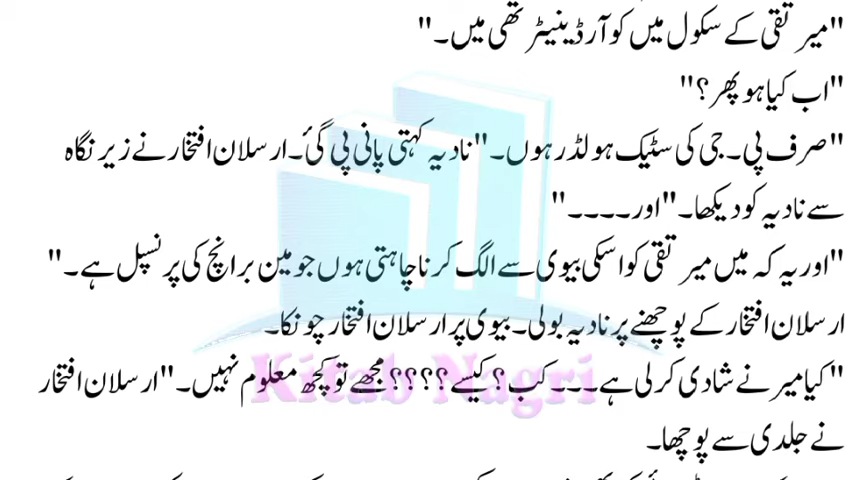 "میر تقی کے سکول میں کوآرڈینیٹر تھی میں۔"
"اب کیا ہو پھر؟"
"صرف پی۔جی کی سٹیک ہولڈر ہوں۔" نادیہ کہتی پانی پی گئ۔ارسلان افتخار نے زیر نگاہ
سے نادیہ کو دیکھا۔"اور۔۔۔۔"
"اور یہ کہ میں میر تقی کو اسکی بیوی سے الگ کرنا چاہتی ہوں جو مین برانچ کی پرنسپل ہے۔"
ارسلان افتخار کے پوچھنے پر نادیہ بولی۔بیوی پر ارسلان افتخار چونکا۔
"کیا میر نے شادی کرلی ہے۔۔۔کب؟کیسے؟؟؟؟مجھے تو کچھ معلوم نہیں۔"ارسلان افتخار
نے جلدی سے پوچھا۔
Kitab Nagri